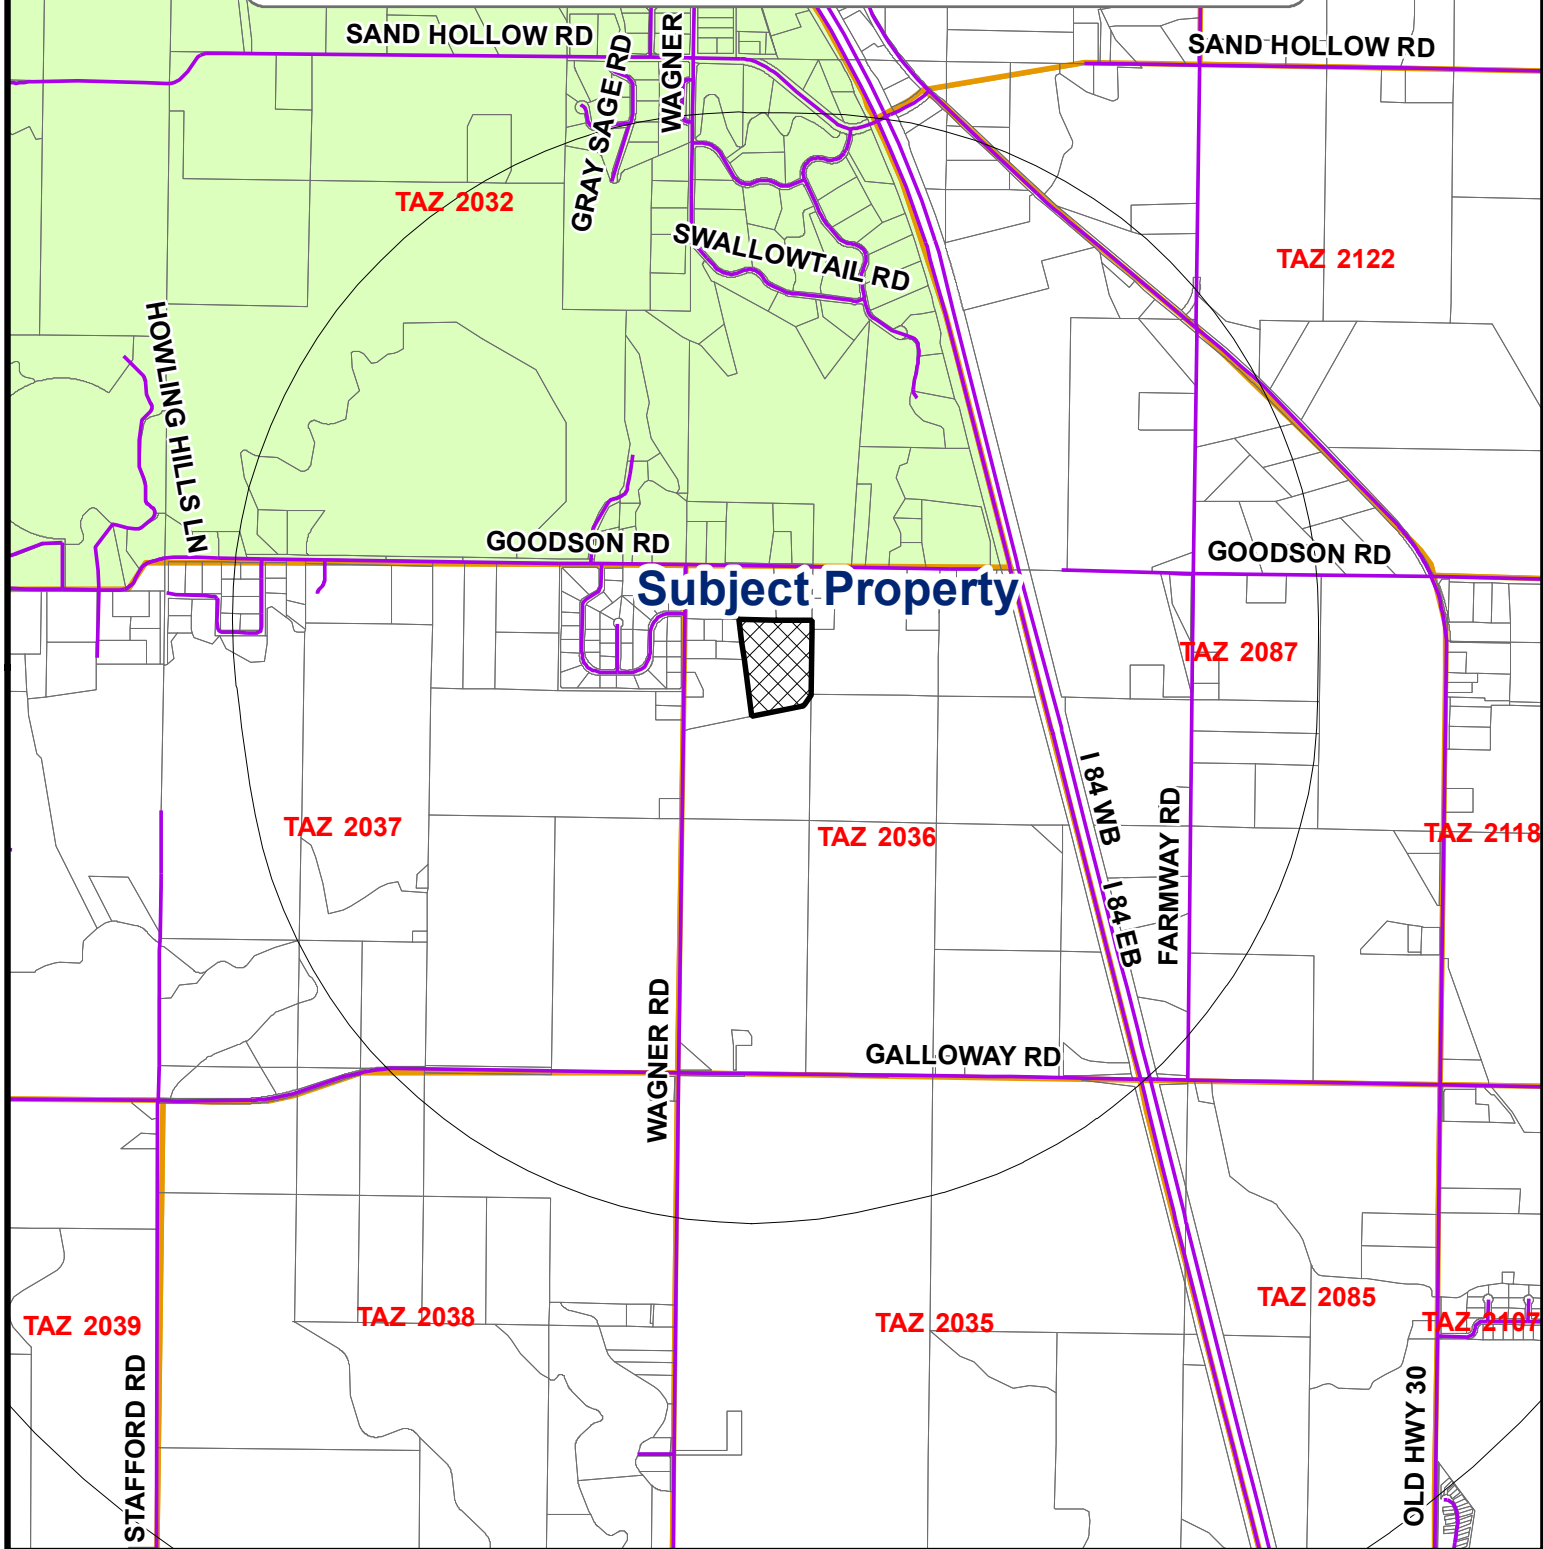 SAND HOLLOW RD
WAGNER
SAND HOLLOW RD
GRAY SAGE RD
TAZ 2032
SWALLOWTAIL RD
TAZ 2122
HOWLING HILLS LN
GOODSON RD
GOODSON RD
Subject Property
TAZ 2087
I 84 WB
FARMWAY RD
TAZ 2037
TAZ 2036
TAZ 2118
I 84 EB
WAGNER RD
GALLOWAY RD
TAZ 2085
TAZ 2039
TAZ 2038
TAZ 2035
TAZ 2107
STAFFORD RD
OLD HWY 30